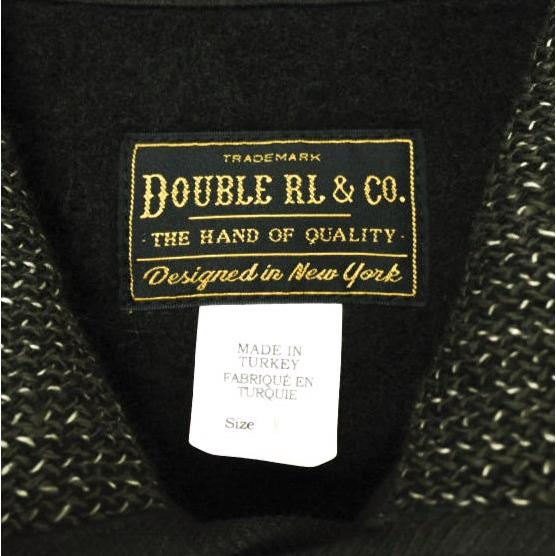 TRADEMARK
DOUBLE RL & CO.
· THE HAND OF QUALITY ·
Designed in New York
MADE IN
TURKEY
FABRIQUÉ EN
TURQUIE
Size